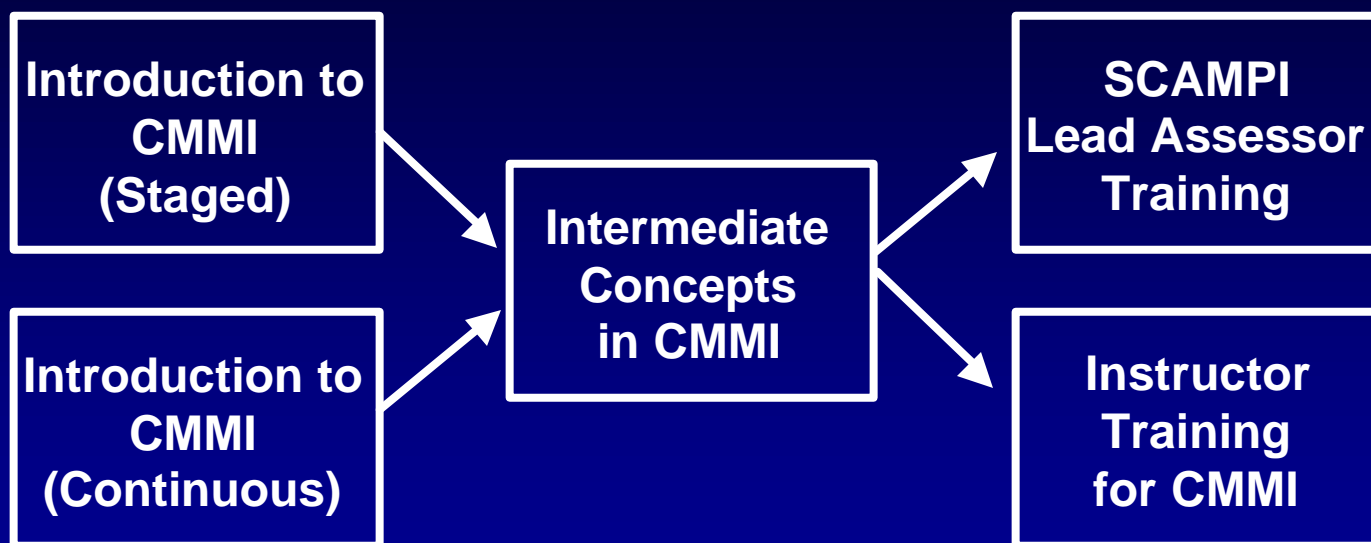 Introduction to
CMMI
(Staged)
Introduction to
CMMI
(Continuous)
Intermediate
Concepts
in CMMI
SCAMPI
Lead Assessor
Training
Instructor
Training
for CMMI